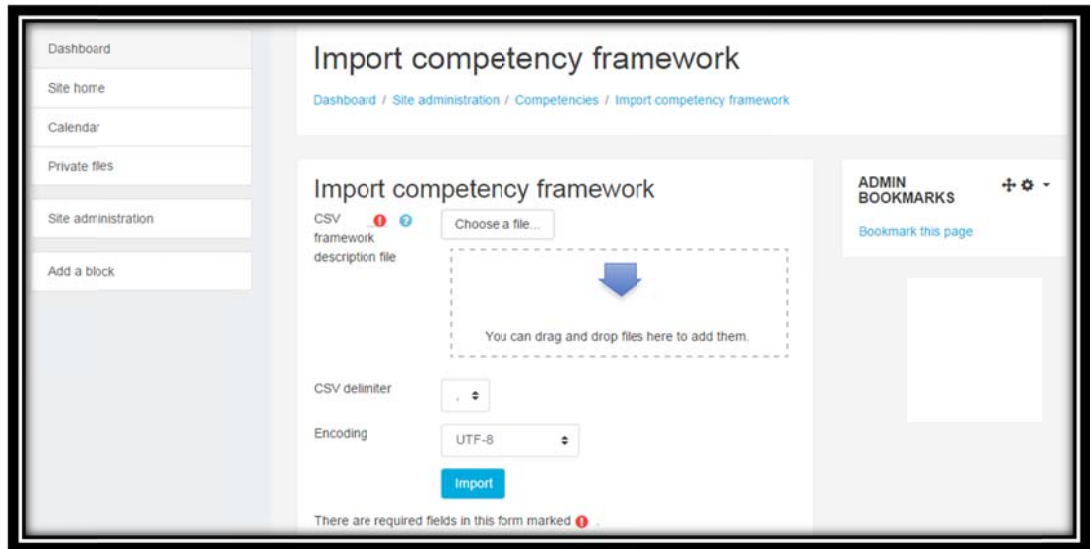 Dashboard
Site home
Calendar
Private files
Site administration
Add a block
Import competency framework
Dashboard / Site administration / Competencies / Import competency framework
Import competency framework
CSV
framework
description file
Choose a file...
You can drag and drop files here to add them.
CSV delimiter
,
Encoding
UTF-8
Import
There are required fields in this form marked .
ADMIN
BOOKMARKS
Bookmark this page